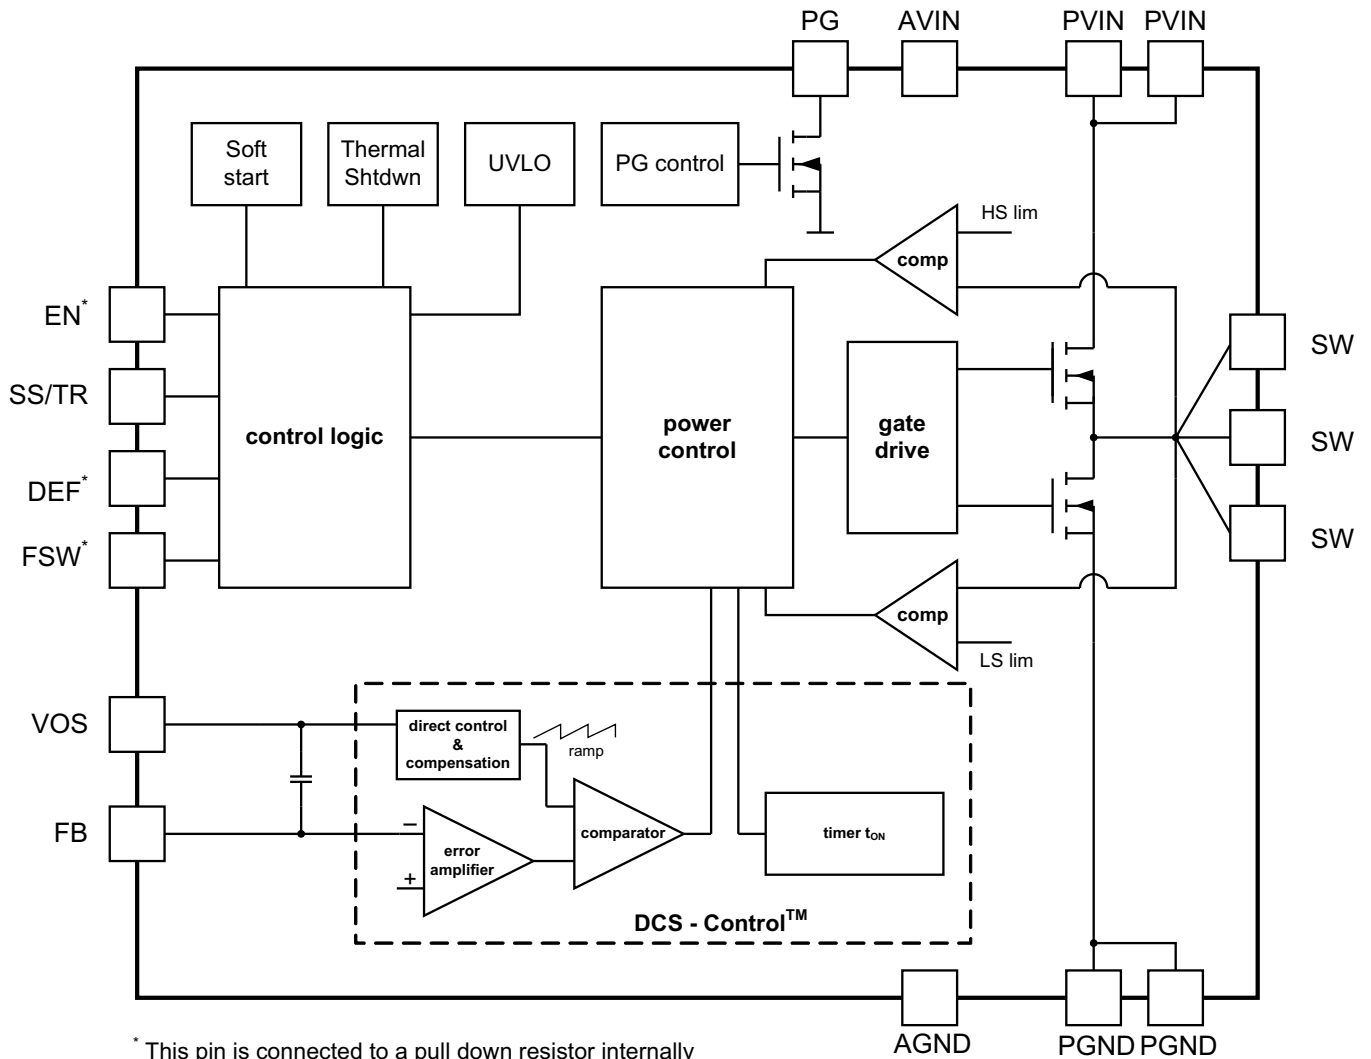 PG AVIN PVIN PVIN
Soft
start
Thermal
Shtdwn
UVLO
PG control
HS lim
comp
EN*
SS/TR
DEF*
FSW*
control logic
power
control
gate
drive
SW
SW
SW
comp
LS lim
VOS
FB
direct control
&
compensation
ramp
−
+
error
amplifier
comparator
timer tON
DCS - Control™
AGND PGND PGND
* This pin is connected to a pull down resistor internally